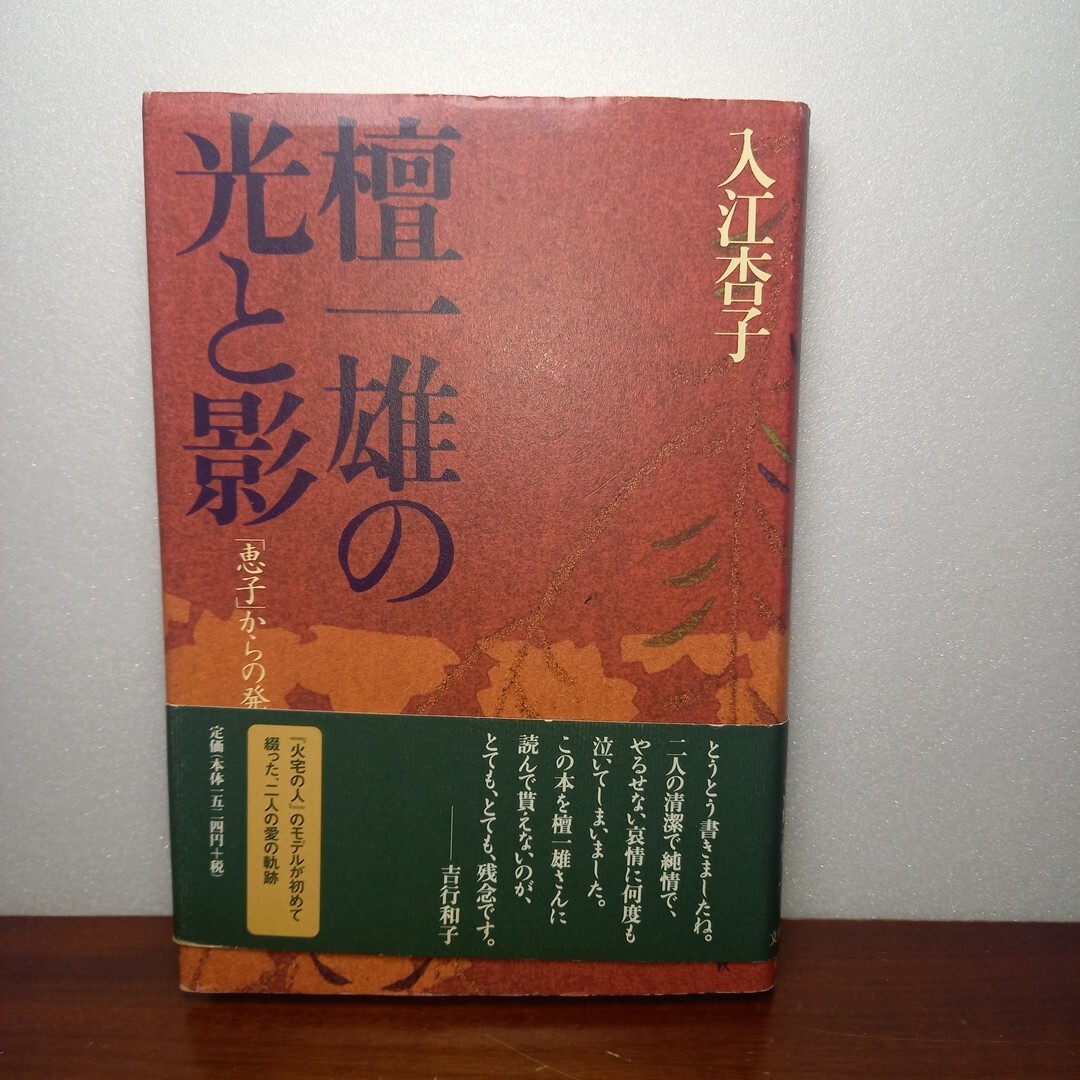 入江杏子
檀一雄の
光と影
「恵子」からの発
とうとう書きましたね。
二人の清潔で純情で、
やるせない哀情に何度も
泣いてしまいました。
この本を檀一雄さんに
読んで貰えないのが、
とても、とても、残念です。
──吉行和子
『火宅の人』のモデルが初めて
綴った、二人の愛の軌跡
定価(本体一五二四円+税)
文
秋